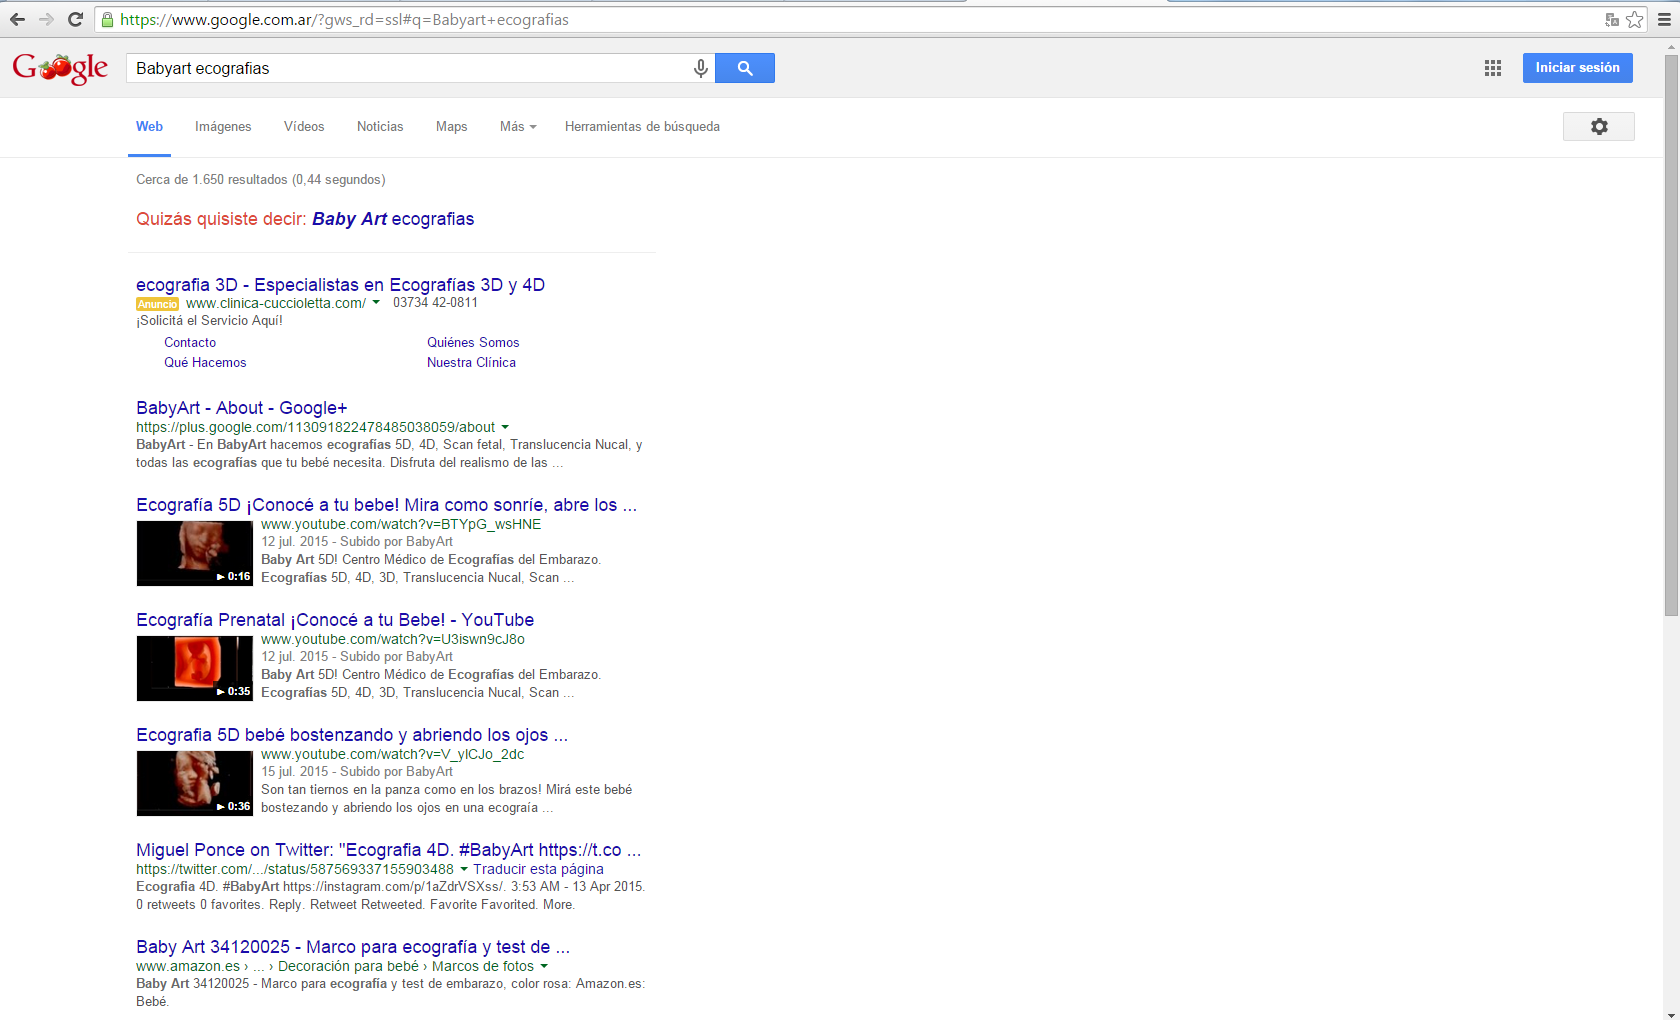 https://www.google.com.ar/?gws_rd=ssl#q=Babyart+ecografias
Google
Babyart ecografias
Iniciar sesión
Web Imágenes Vídeos Noticias Maps Más Herramientas de búsqueda
Cerca de 1.650 resultados (0,44 segundos)
Quizás quisiste decir: Baby Art ecografias
ecografia 3D - Especialistas en Ecografías 3D y 4D
Anuncio www.clinica-cuccioletta.com/ 03734 42-0811
¡Solicitá el Servicio Aquí!
Contacto Quiénes Somos
Qué Hacemos Nuestra Clínica
BabyArt - About - Google+
https://plus.google.com/113091822478485038059/about
BabyArt - En BabyArt hacemos ecografías 5D, 4D, Scan fetal, Translucencia Nucal, y
todas las ecografías que tu bebé necesita. Disfruta del realismo de las ...
Ecografía 5D ¡Conocé a tu bebe! Mira como sonríe, abre los ...
www.youtube.com/watch?v=BTYpG_wsHNE
12 jul. 2015 - Subido por BabyArt
Baby Art 5D! Centro Médico de Ecografías del Embarazo.
Ecografías 5D, 4D, 3D, Translucencia Nucal, Scan ...
0:16
Ecografía Prenatal ¡Conocé a tu Bebe! - YouTube
www.youtube.com/watch?v=U3iswn9cJ8o
12 jul. 2015 - Subido por BabyArt
Baby Art 5D! Centro Médico de Ecografías del Embarazo.
Ecografías 5D, 4D, 3D, Translucencia Nucal, Scan ...
0:35
Ecografia 5D bebé bostenzando y abriendo los ojos ...
www.youtube.com/watch?v=V_yICJo_2dc
15 jul. 2015 - Subido por BabyArt
Son tan tiernos en la panza como en los brazos! Mirá este bebé
bostezando y abriendo los ojos en una ecograía ...
0:36
Miguel Ponce on Twitter: "Ecografia 4D. #BabyArt https://t.co ...
https://twitter.com/.../status/587569337155903488 Traducir esta página
Ecografia 4D. #BabyArt https://instagram.com/p/1aZdrVSXss/. 3:53 AM - 13 Apr 2015.
0 retweets 0 favorites. Reply. Retweet Retweeted. Favorite Favorited. More.
Baby Art 34120025 - Marco para ecografía y test de ...
www.amazon.es › ... › Decoración para bebé › Marcos de fotos
Baby Art 34120025 - Marco para ecografía y test de embarazo, color rosa: Amazon.es:
Bebé.